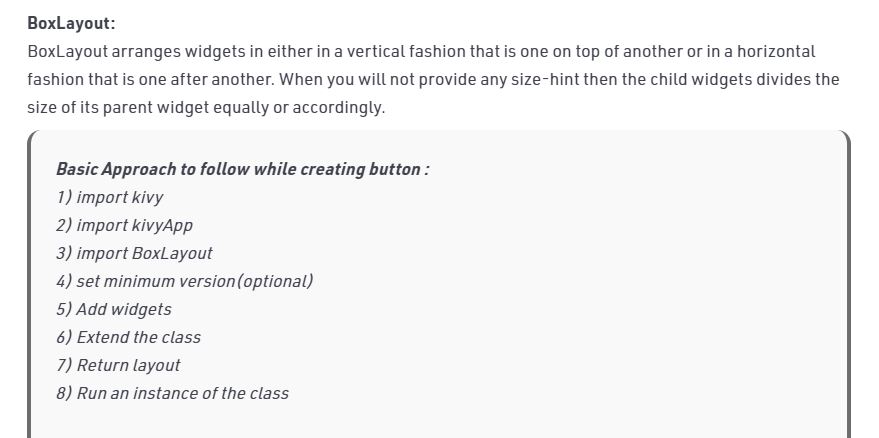 BoxLayout:
BoxLayout arranges widgets in either in a vertical fashion that is one on top of another or in a horizontal
fashion that is one after another. When you will not provide any size-hint then the child widgets divides the
size of its parent widget equally or accordingly.
Basic Approach to follow while creating button :
1) import kivy
2) import kivyApp
3) import BoxLayout
4) set minimum version(optional)
5) Add widgets
6) Extend the class
7) Return layout
8) Run an instance of the class